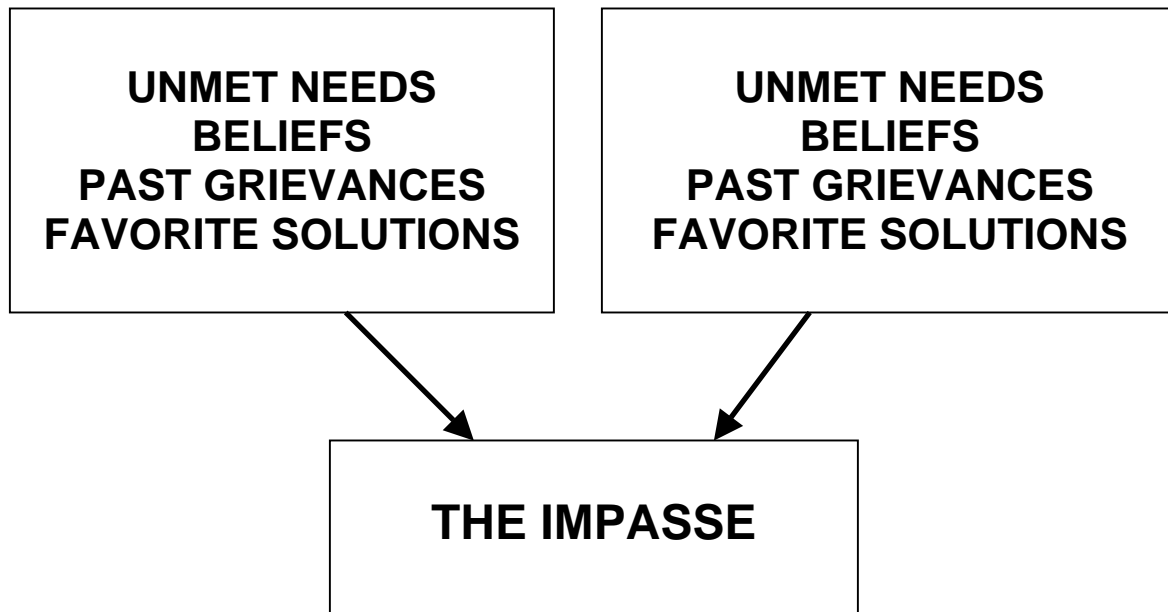 UNMET NEEDS
BELIEFS
PAST GRIEVANCES
FAVORITE SOLUTIONS
UNMET NEEDS
BELIEFS
PAST GRIEVANCES
FAVORITE SOLUTIONS
THE IMPASSE